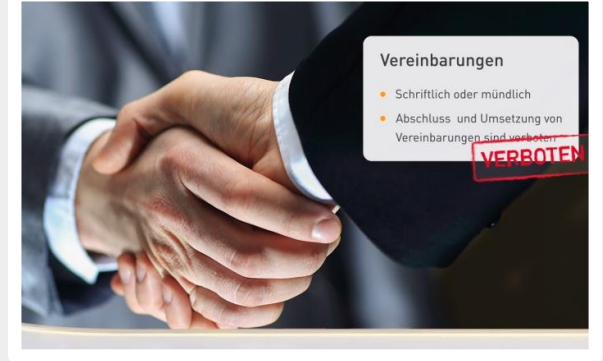 Vereinbarungen
Schriftlich oder mündlich
Abschluss und Umsetzung von
Vereinbarungen sind verboten
VERBOTEN